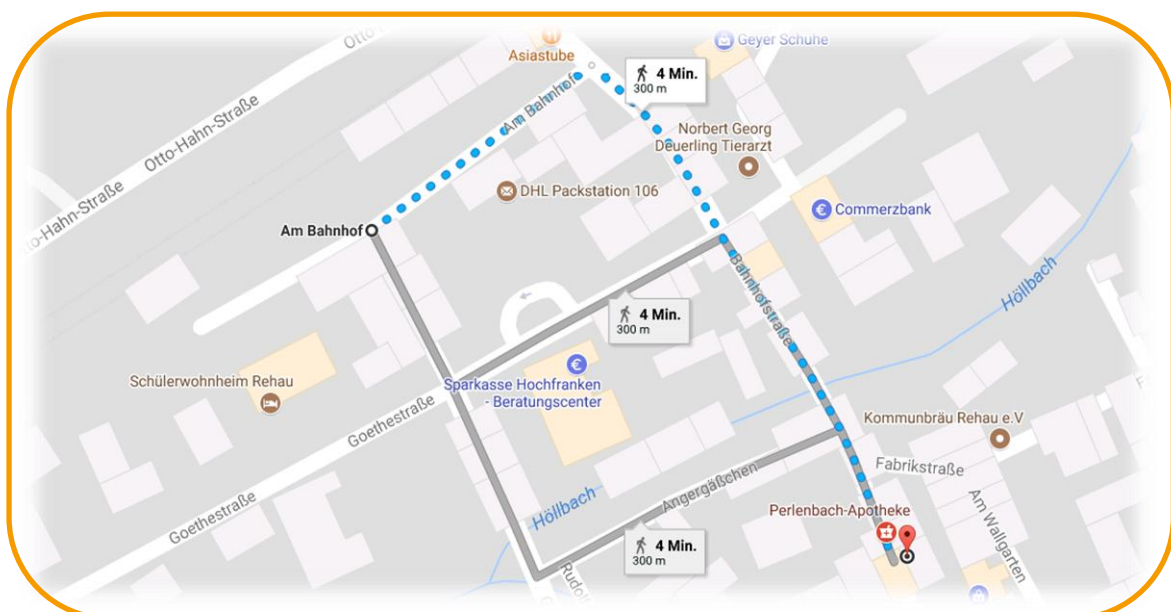 Otto-H
Geyer Schuhe
Asiastube
4 Min.
300 m
Otto-Hahn-Straße
Am Bahnhof
Norbert Georg
Deuerling Tierarzt
DHL Packstation 106
Otto-Hahn-Straße
Commerzbank
Am Bahnhof
Bahnhofstraße
Höllbach
4 Min.
300 m
Schülerwohnheim Rehau
Sparkasse Hochfranken
- Beratungscenter
Goethestraße
Kommunbräu Rehau e.V
Fabrikstraße
Angergäßchen
Höllbach
Goethestraße
Perlenbach-Apotheke
Am Wallgarten
4 Min.
300 m
Rudol